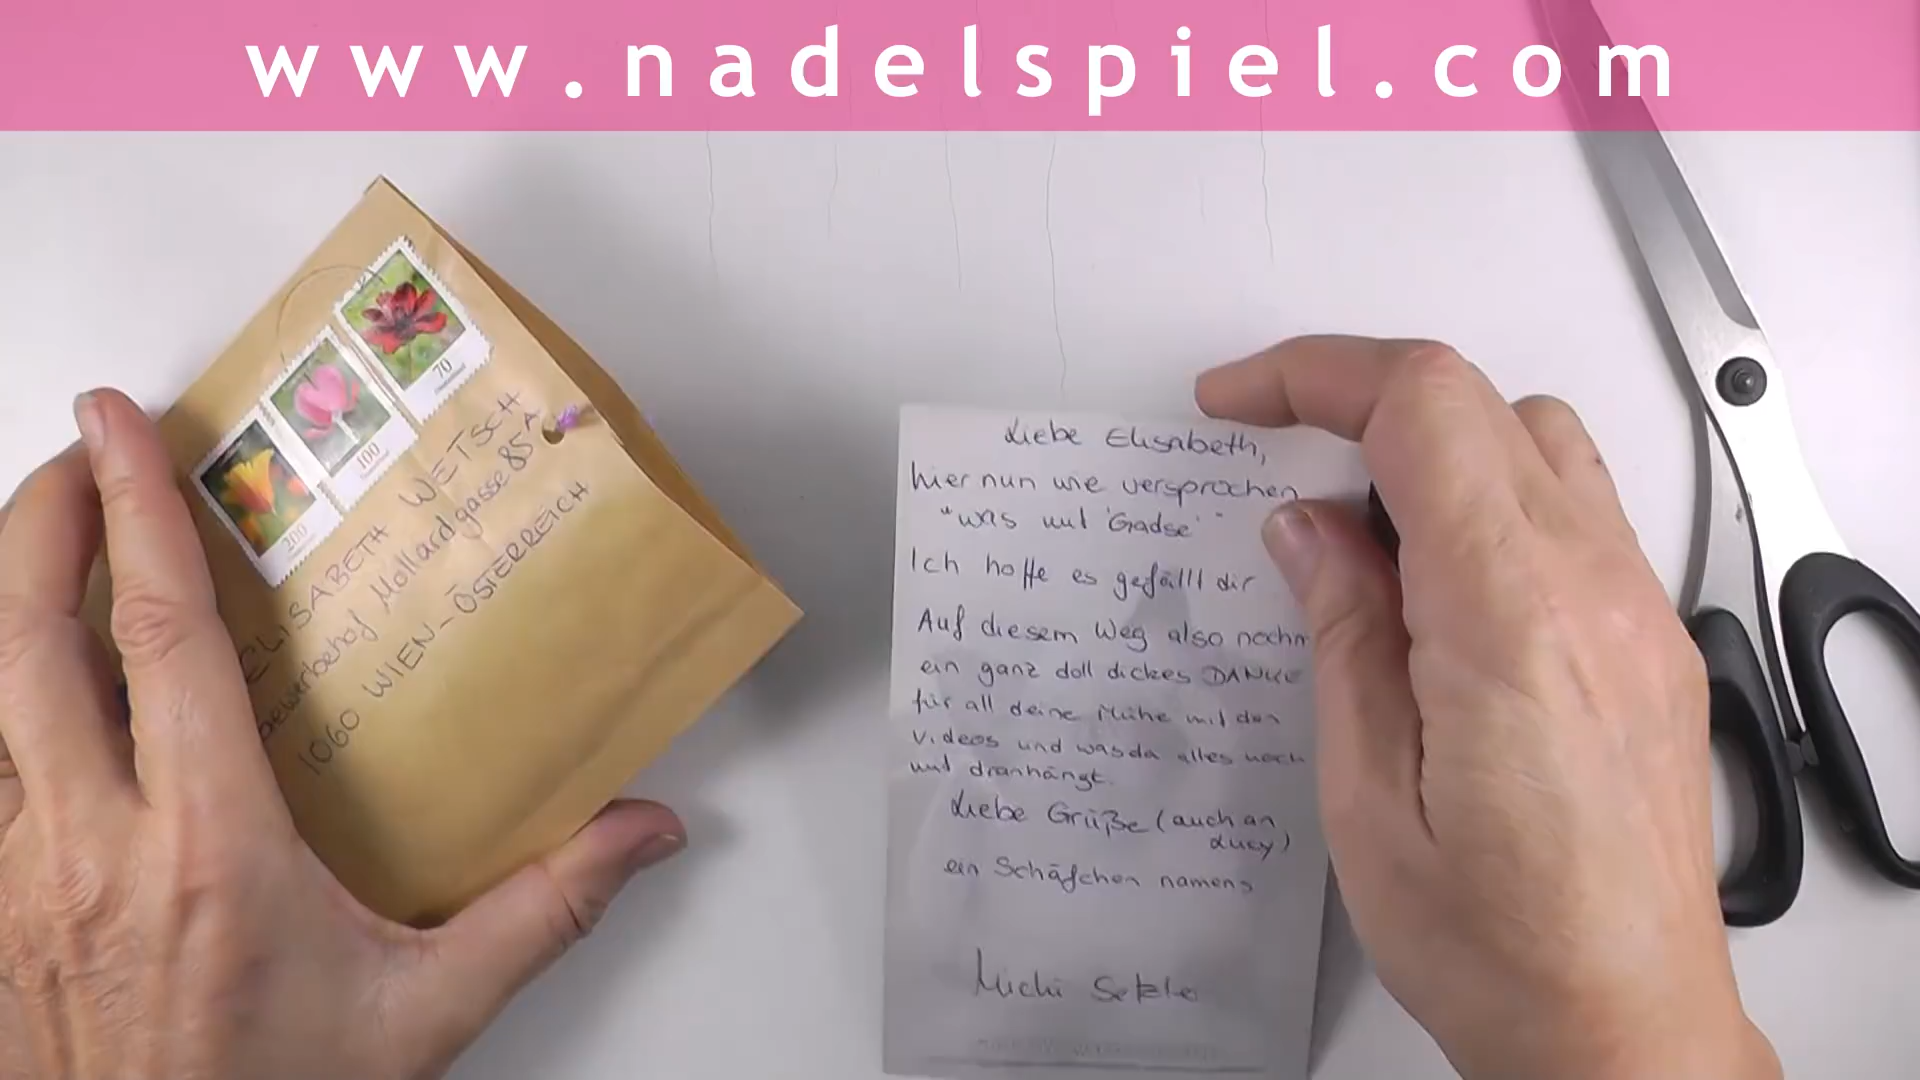 www.nadelspiel.com
70
100
200
ELISABETH WETSCH
Mollardgasse 85A
1060 WIEN - ÖSTERREICH
Liebe Elisabeth,
hier nun wie versprochen
"was mit 'Gadse'"
Ich hoffe es gefällt dir
Auf diesem Weg also nochm
ein ganz doll dickes DANKE
für all deine Mühe mit den
Videos und was da alles noch
mit dranhängt.
Liebe Grüße (auch an
Lucy)
ein Schäfchen namens
Michi